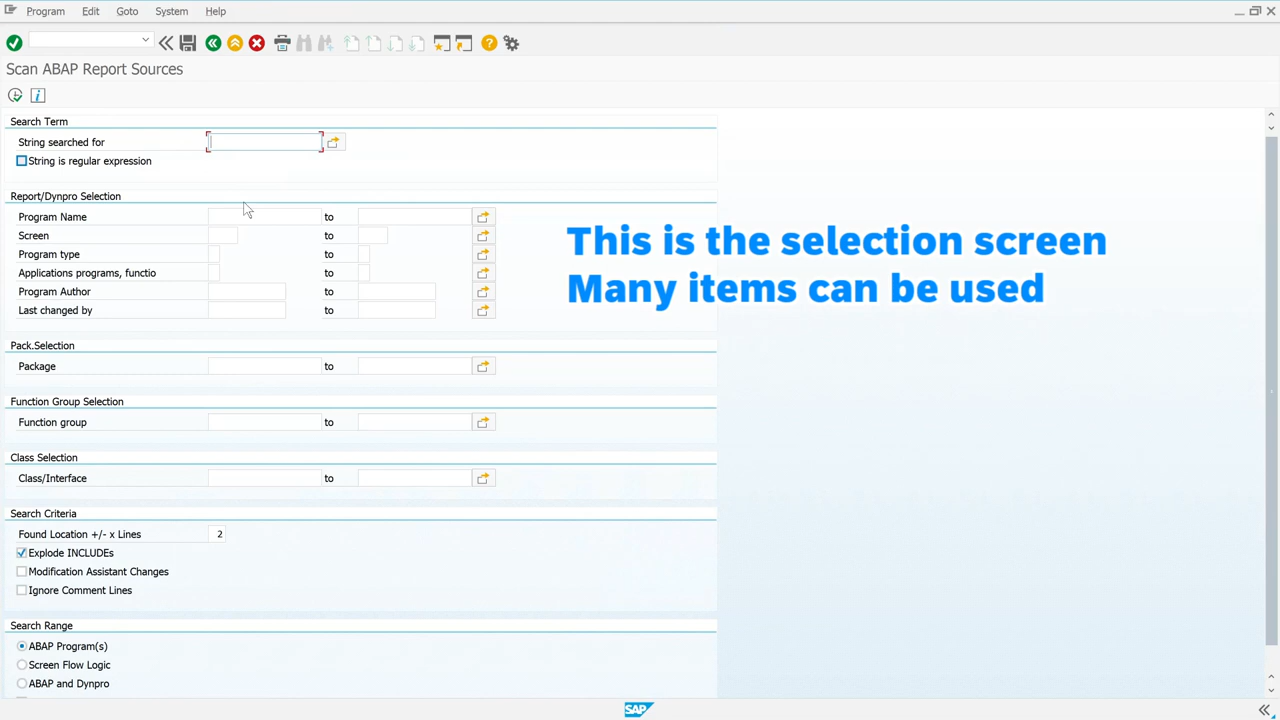 Program Edit Goto System Help
Scan ABAP Report Sources
Search Term
String searched for
String is regular expression
Report/Dynpro Selection
Program Name to
Screen to
This is the selection screen
Program type to
Applications programs, functio to
Many items can be used
Program Author to
Last changed by to
Pack.Selection
Package to
Function Group Selection
Function group to
Class Selection
Class/Interface to
Search Criteria
Found Location +/- x Lines 2
Explode INCLUDEs
Modification Assistant Changes
Ignore Comment Lines
Search Range
ABAP Program(s)
Screen Flow Logic
ABAP and Dynpro
SAP